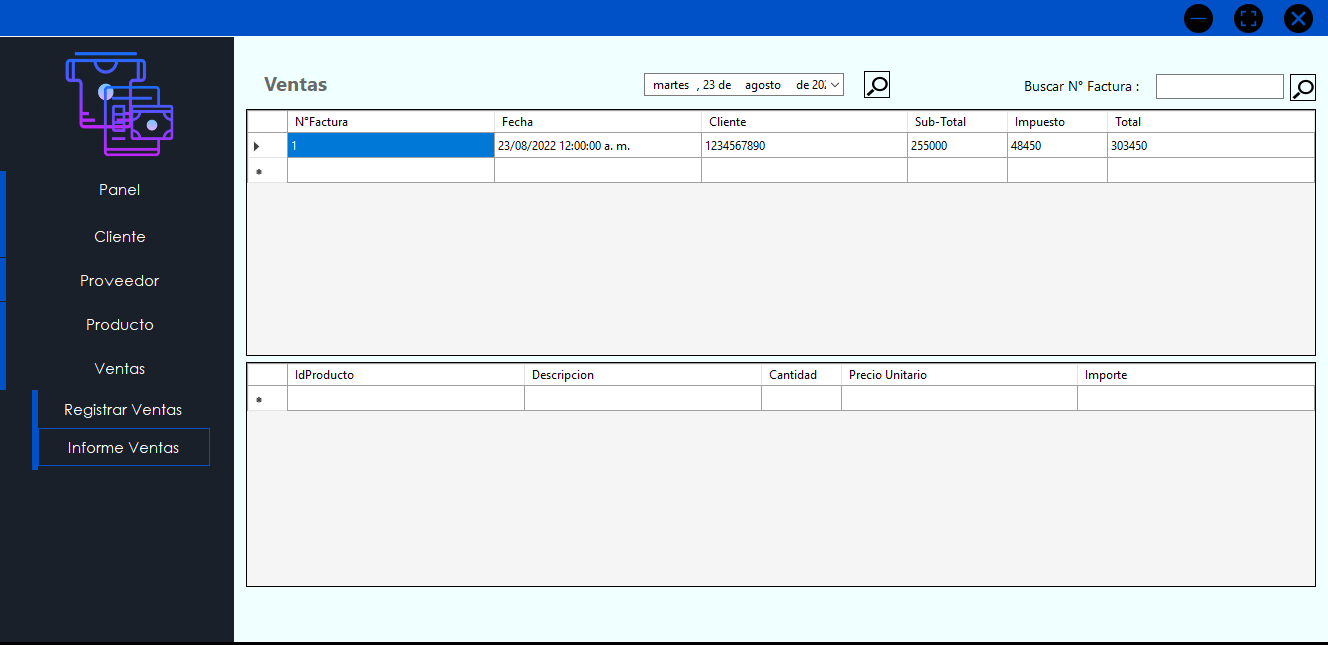 Ventas
martes , 23 de agosto de 202
Buscar N° Factura :
N°Factura Fecha Cliente Sub-Total Impuesto Total
1 23/08/2022 12:00:00 a. m. 1234567890 255000 48450 303450
IdProducto Descripcion Cantidad Precio Unitario Importe
Panel
Cliente
Proveedor
Producto
Ventas
Registrar Ventas
Informe Ventas